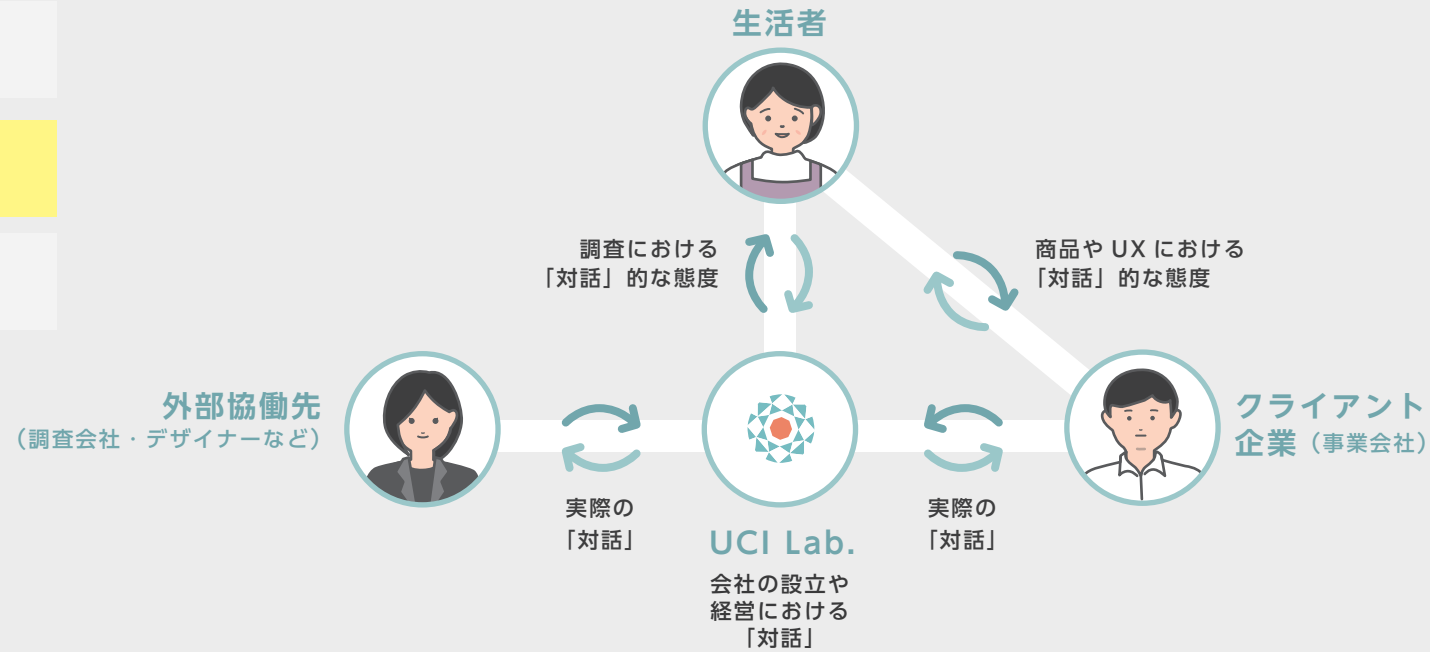 生活者
調査における
「対話」的な態度
商品や UX における
「対話」的な態度
外部協働先
（調査会社・デザイナーなど）
クライアント
企業（事業会社）
実際の
「対話」
実際の
「対話」
UCI Lab.
会社の設立や
経営における
「対話」